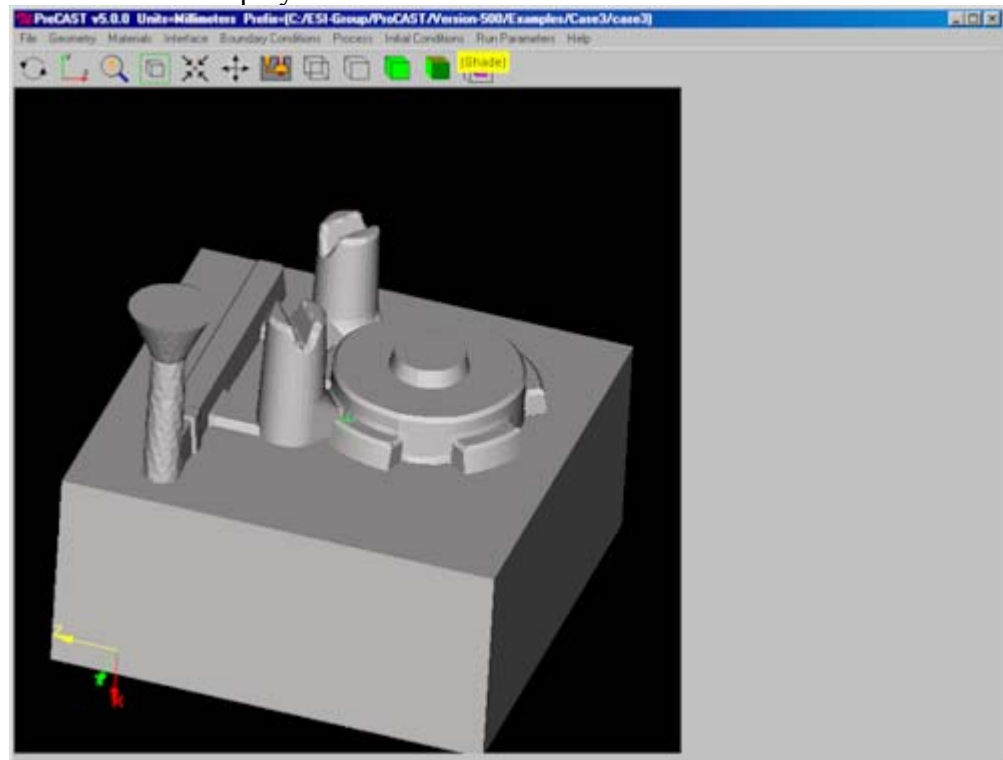 PreCAST v5.0.0 Units=Millimeters Prefix=(C:/ESI-Group/ProCAST/Version-500/Examples/Case3/case3)
File Geometry Materials Interface Boundary Conditions Process Initial Conditions Run Parameters Help
(Shade)
Z